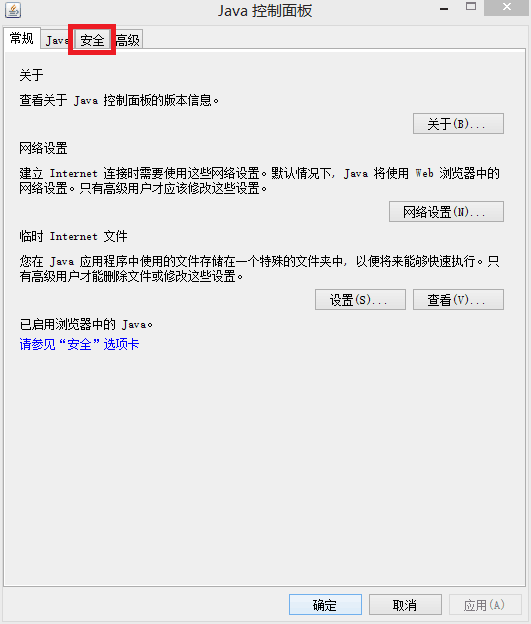 Java 控制面板
常规 Java 安全 高级
关于
查看关于 Java 控制面板的版本信息。
关于(B)...
网络设置
建立 Internet 连接时需要使用这些网络设置。默认情况下, Java 将使用 Web 浏览器中的
网络设置。只有高级用户才应该修改这些设置。
网络设置(N)...
临时 Internet 文件
您在 Java 应用程序中使用的文件存储在一个特殊的文件夹中, 以便将来能够快速执行。只
有高级用户才能删除文件或修改这些设置。
设置(S)... 查看(V)...
已启用浏览器中的 Java。
请参见“安全”选项卡
确定 取消 应用(A)